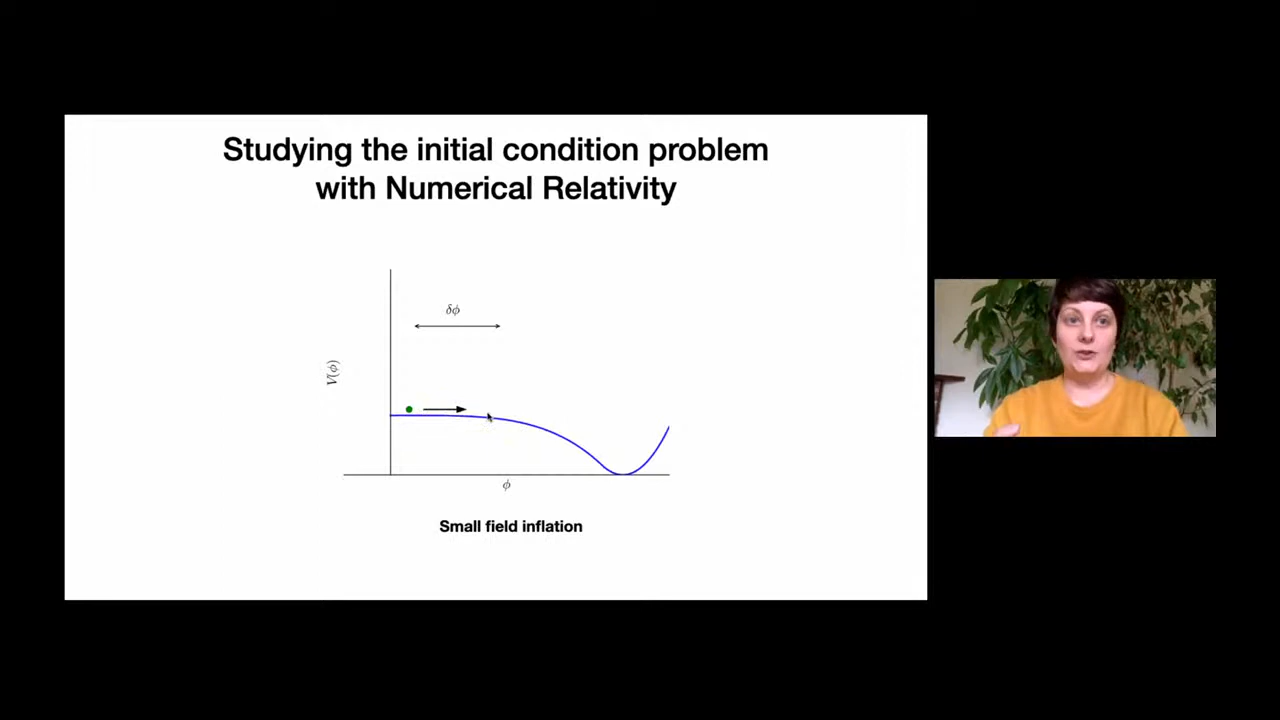 Studying the initial condition problem
with Numerical Relativity
δϕ
V(ϕ)
ϕ
Small field inflation